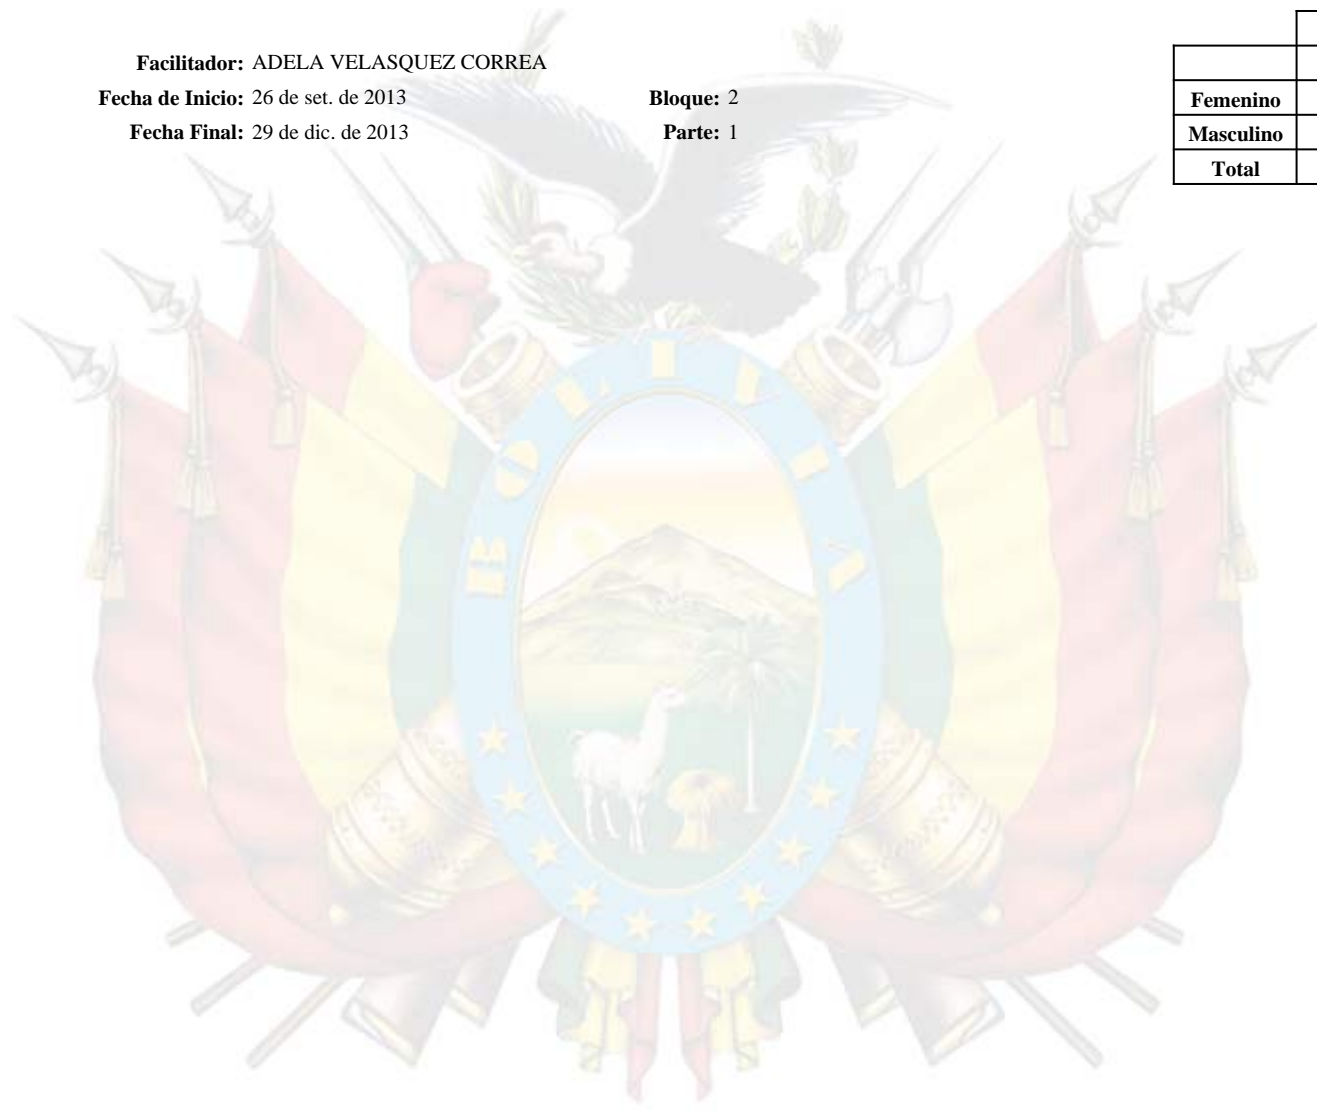 Facilitador: ADELA VELASQUEZ CORREA
Fecha de Inicio: 26 de set. de 2013 Bloque: 2
Fecha Final: 29 de dic. de 2013 Parte: 1
Femenino
Masculino
Total
BOLIVIA